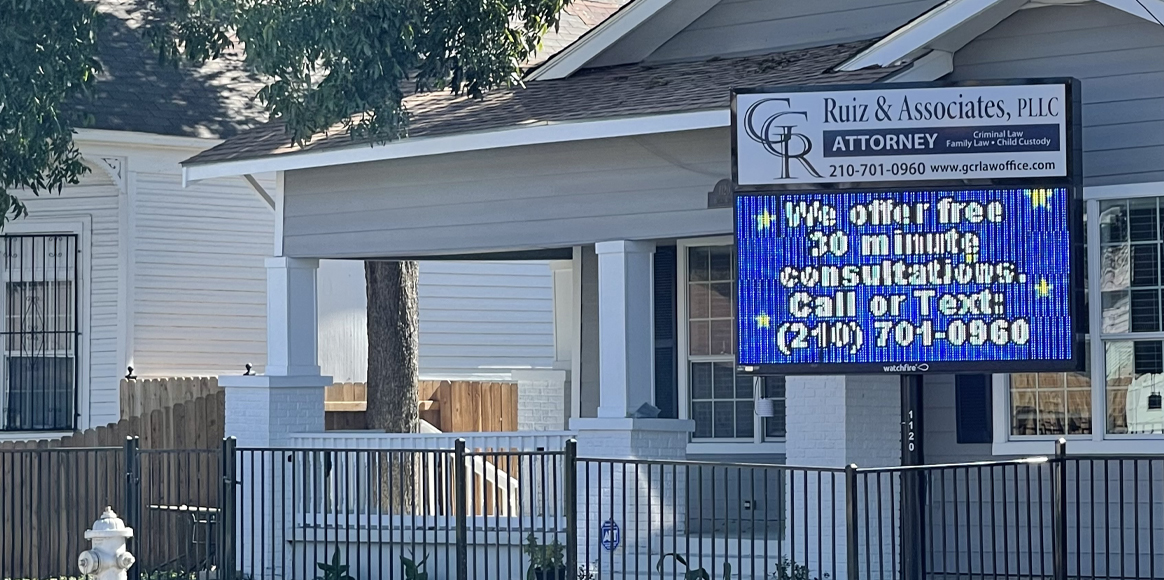 GCR
Ruiz & Associates, PLLC
ATTORNEY
Criminal Law
Family Law • Child Custody
210-701-0960 www.gcrlawoffice.com
We offer free
30 minute
consultations.
Call or Text:
(210) 701-0960
watchfire
1120